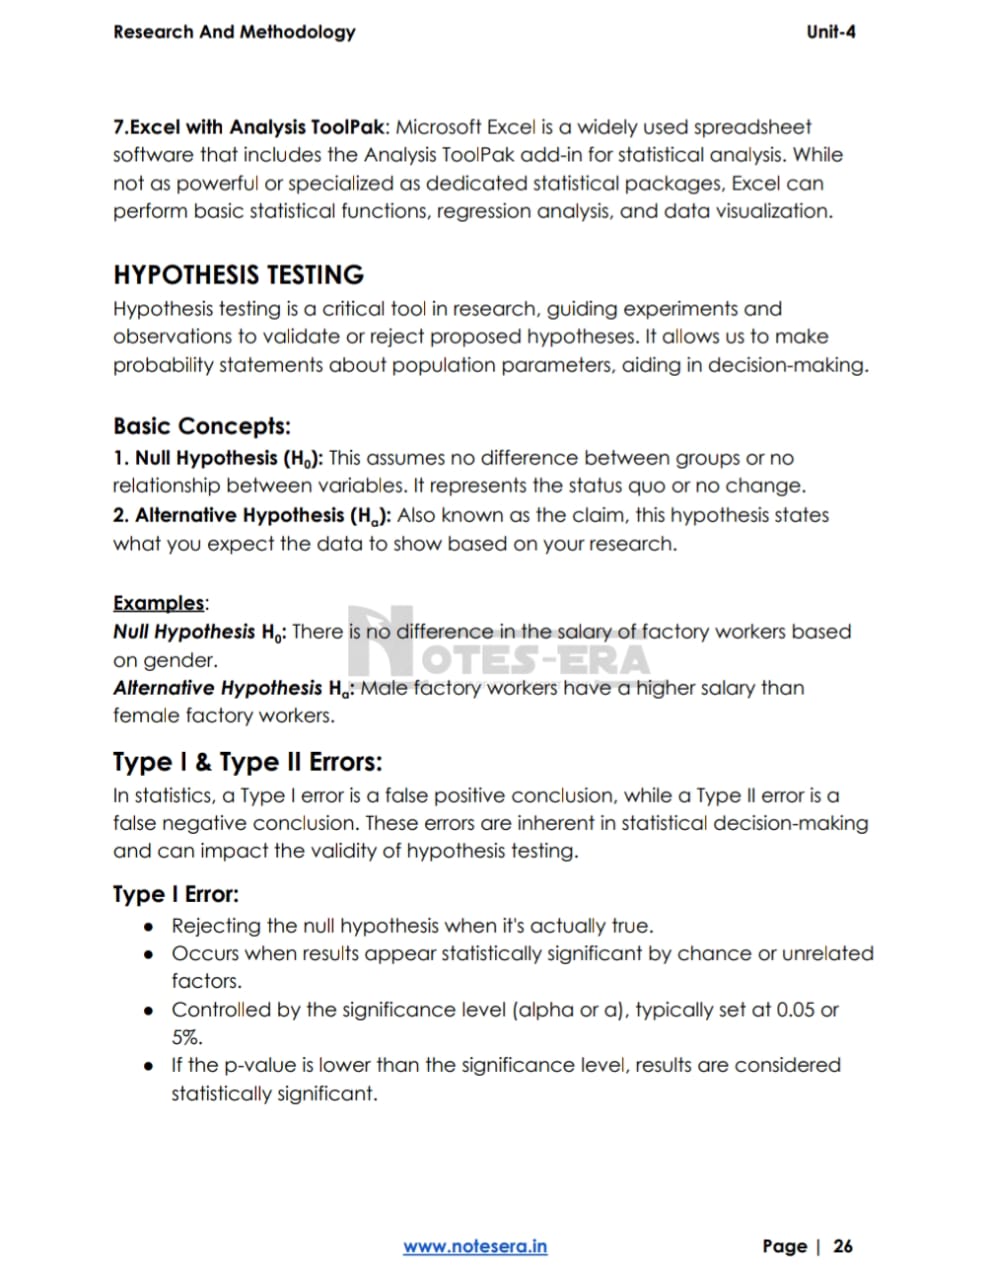 Research And Methodology Unit-4
7.Excel with Analysis ToolPak: Microsoft Excel is a widely used spreadsheet
software that includes the Analysis ToolPak add-in for statistical analysis. While
not as powerful or specialized as dedicated statistical packages, Excel can
perform basic statistical functions, regression analysis, and data visualization.
HYPOTHESIS TESTING
Hypothesis testing is a critical tool in research, guiding experiments and
observations to validate or reject proposed hypotheses. It allows us to make
probability statements about population parameters, aiding in decision-making.
Basic Concepts:
1. Null Hypothesis (H₀): This assumes no difference between groups or no
relationship between variables. It represents the status quo or no change.
2. Alternative Hypothesis (Hₐ): Also known as the claim, this hypothesis states
what you expect the data to show based on your research.
Examples:
Null Hypothesis H₀: There is no difference in the salary of factory workers based
on gender.
NOTES-ERA
Alternative Hypothesis Hₐ: Male factory workers have a higher salary than
female factory workers.
Type I & Type II Errors:
In statistics, a Type I error is a false positive conclusion, while a Type II error is a
false negative conclusion. These errors are inherent in statistical decision-making
and can impact the validity of hypothesis testing.
Type I Error:
● Rejecting the null hypothesis when it's actually true.
● Occurs when results appear statistically significant by chance or unrelated
factors.
● Controlled by the significance level (alpha or a), typically set at 0.05 or
5%.
● If the p-value is lower than the significance level, results are considered
statistically significant.
www.notesera.in Page | 26